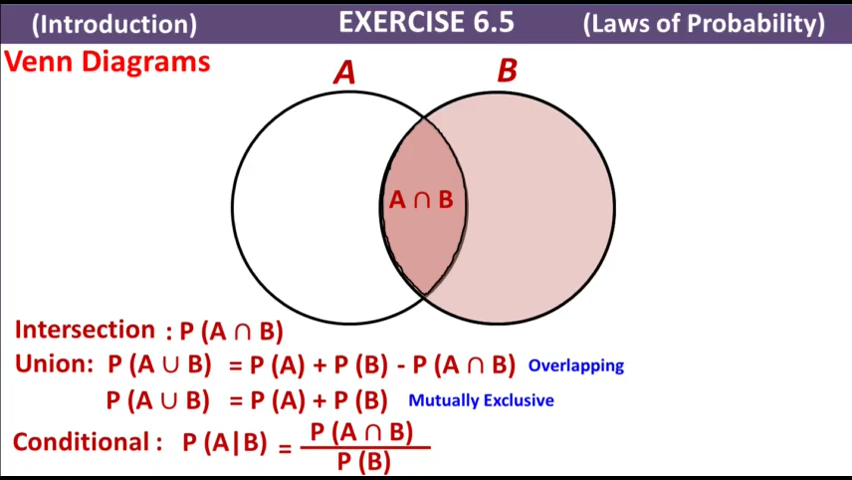 (Introduction) EXERCISE 6.5 (Laws of Probability)
Venn Diagrams
A B
A ∩ B
Intersection : P (A ∩ B)
Union: P (A ∪ B) = P (A) + P (B) - P (A ∩ B) Overlapping
P (A ∪ B) = P (A) + P (B) Mutually Exclusive
Conditional : P (A|B) = P (A ∩ B)
P (B)